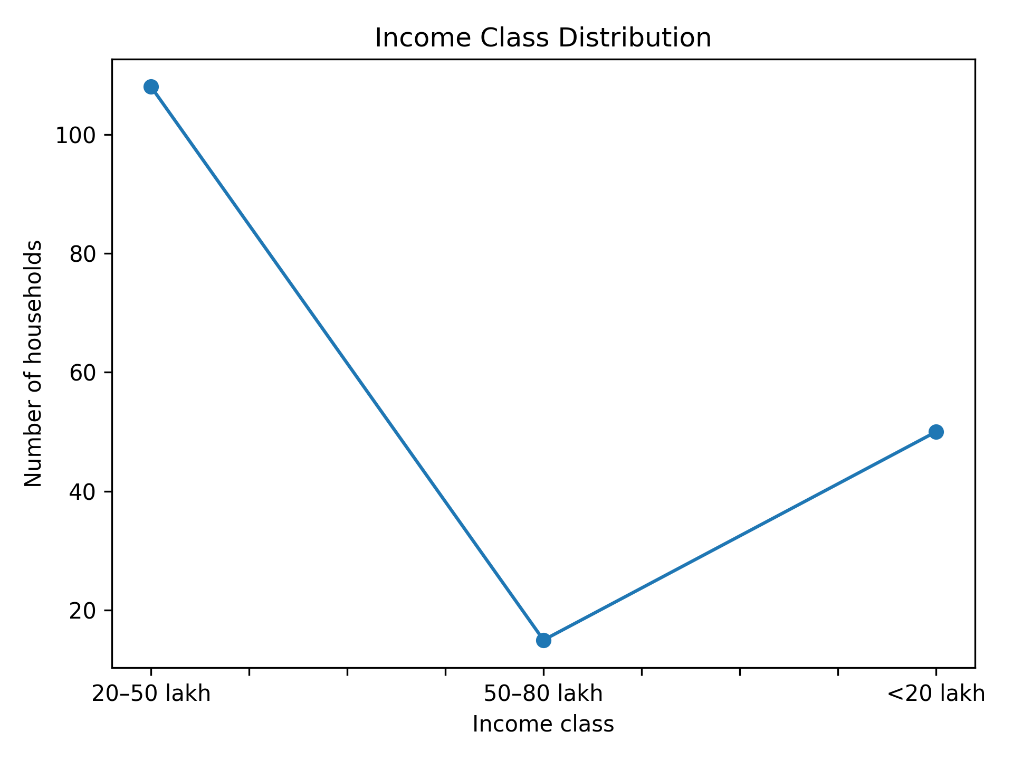 Income Class Distribution
Number of households
100
80
60
40
20
20–50 lakh
50–80 lakh
<20 lakh
Income class